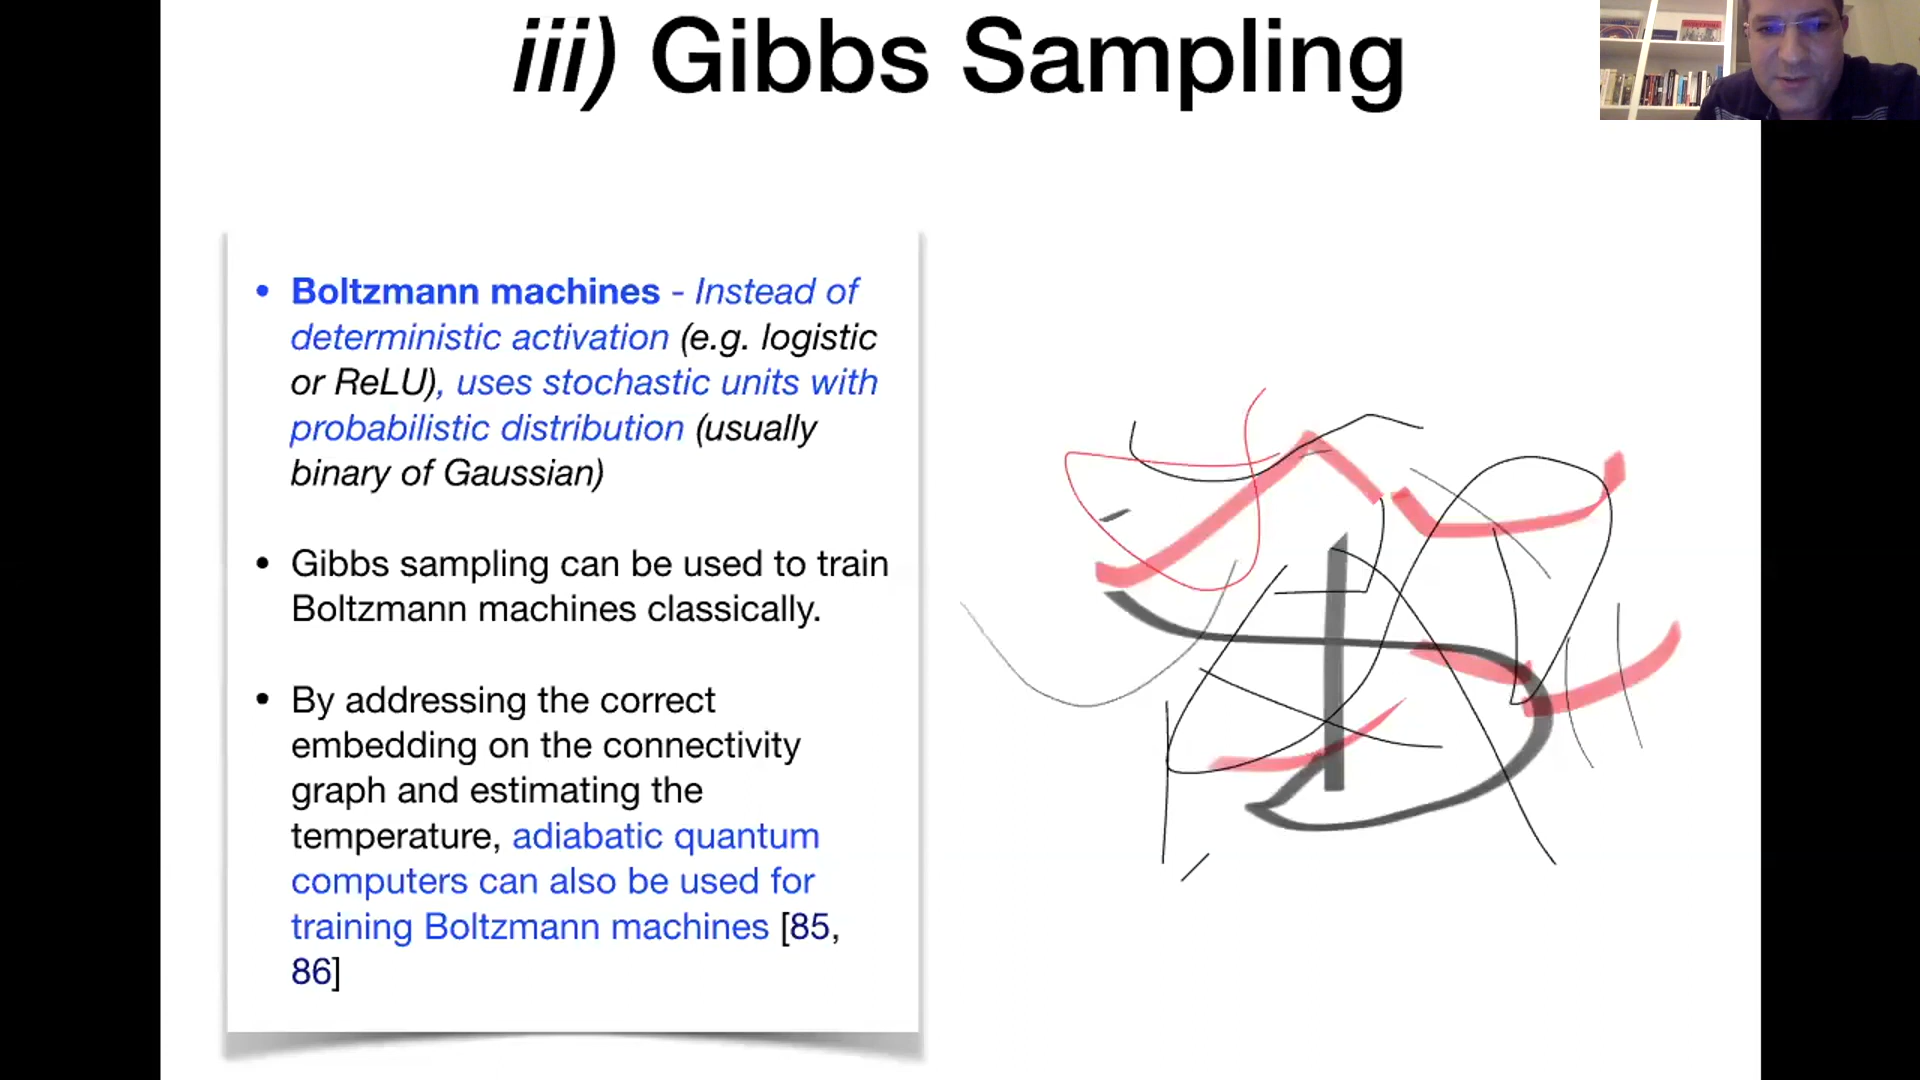 iii) Gibbs Sampling
• Boltzmann machines - Instead of
deterministic activation (e.g. logistic
or ReLU), uses stochastic units with
probabilistic distribution (usually
binary of Gaussian)
• Gibbs sampling can be used to train
Boltzmann machines classically.
• By addressing the correct
embedding on the connectivity
graph and estimating the
temperature, adiabatic quantum
computers can also be used for
training Boltzmann machines [85,
86]